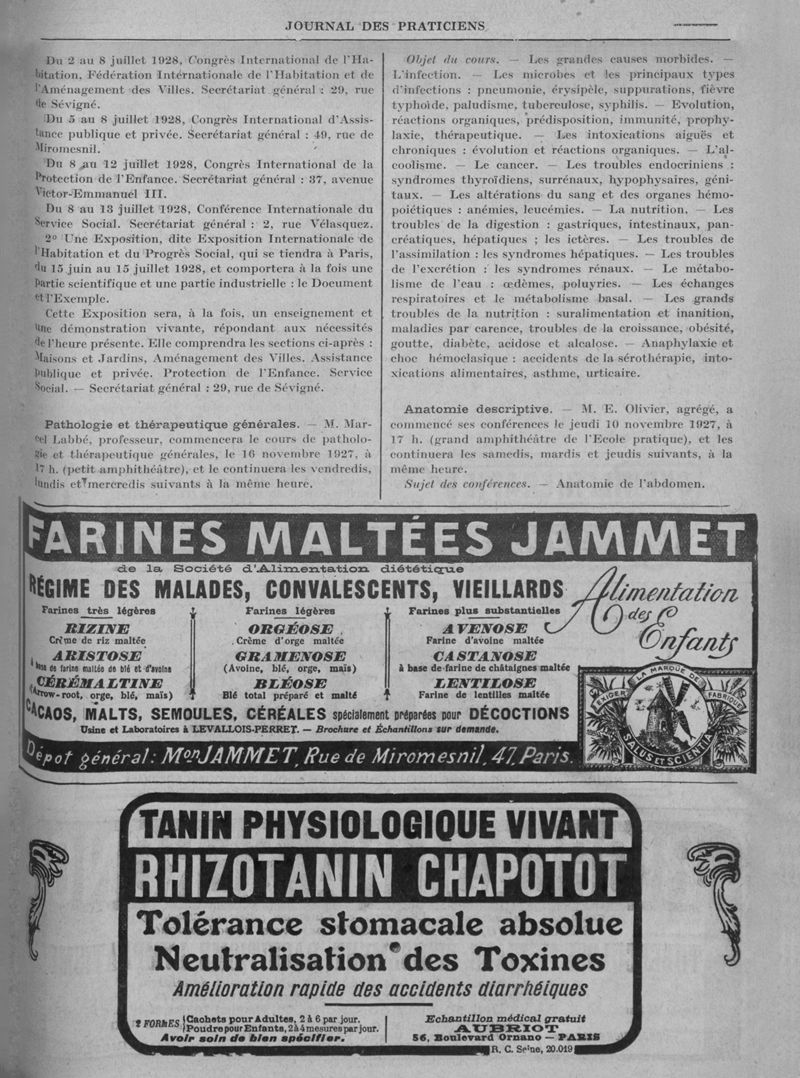 JOURNAL DES PRATICIENS
Du 2 au 8 juillet 1928, Congrès International de l'Ha-
bitation, Fédération Internationale de l'Habitation et de
l'Aménagement des Villes. Secrétariat général : 29, rue
de Sévigné.
Du 5 au 8 juillet 1928, Congrès International d'Assis-
tance publique et privée. Secrétariat général : 49, rue de
Miromesnil.
Du 8 au 12 juillet 1928, Congrès International de la
Protection de l'Enfance. Secrétariat général : 37, avenue
Victor-Emmanuel III.
Du 8 au 13 juillet 1928, Conférence Internationale du
Service Social. Secrétariat général : 2, rue Vélasquez.
2° Une Exposition, dite Exposition Internationale de
l'Habitation et du Progrès Social, qui se tiendra à Paris,
du 15 juin au 15 juillet 1928, et comportera à la fois une
partie scientifique et une partie industrielle : le Document
et l'Exemple.
Cette Exposition sera, à la fois, un enseignement et
une démonstration vivante, répondant aux nécessités
de l'heure présente. Elle comprendra les sections ci-après :
Maisons et Jardins, Aménagement des Villes. Assistance
publique et privée. Protection de l'Enfance. Service
Social. — Secrétariat général : 29, rue de Sévigné.
Pathologie et thérapeutique générales. — M. Mar-
cel Labbé, professeur, commencera le cours de patholo-
gie et thérapeutique générales, le 16 novembre 1927, à
17 h. (petit amphithéâtre), et le continuera les vendredis,
lundis et mercredis suivants à la même heure.
Objet du cours. — Les grandes causes morbides. —
L'infection. — Les microbes et les principaux types
d'infections : pneumonie, érysipèle, suppurations, fièvre
typhoïde, paludisme, tuberculose, syphilis. — Evolution,
réactions organiques, prédisposition, immunité, prophy-
laxie, thérapeutique. — Les intoxications aiguës et
chroniques : évolution et réactions organiques. — L'al-
coolisme. — Le cancer. — Les troubles endocriniens :
syndromes thyroïdiens, surrénaux, hypophysaires, géni-
taux. — Les altérations du sang et des organes hémo-
poiétiques : anémies, leucémies. — La nutrition. — Les
troubles de la digestion : gastriques, intestinaux, pan-
créatiques, hépatiques ; les ictères. — Les troubles de
l'assimilation : les syndromes hépatiques. — Les troubles
de l'excrétion : les syndromes rénaux. — Le métabo-
lisme de l'eau : œdèmes, poluyries. — Les échanges
respiratoires et le métabolisme basal. — Les grands
troubles de la nutrition : suralimentation et inanition,
maladies par carence, troubles de la croissance, obésité,
goutte, diabète, acidose et alcalose. — Anaphylaxie et
choc hémoclasique : accidents de la sérothérapie, into-
xications alimentaires, asthme, urticaire.
Anatomie descriptive. — M. E. Olivier, agrégé, a
commencé ses conférences le jeudi 10 novembre 1927, à
17 h. (grand amphithéâtre de l'Ecole pratique), et les
continuera les samedis, mardis et jeudis suivants, à la
même heure.
Sujet des conférences. — Anatomie de l'abdomen.
FARINES MALTÉES JAMMET
de la Société d'Alimentation diététique
RÉGIME DES MALADES, CONVALESCENTS, VIEILLARDS
Alimentation
des
Enfants
Farines très légères
RIZINE
Crème de riz maltée
ARISTOSE
à base de farine maltée de blé et d'avoine
CÉRÉMALTINE
(Arrow-root, orge, blé, maïs)
Farines légères
ORGÉOSE
Crème d'orge maltée
GRAMENOSE
(Avoine, blé, orge, maïs)
BLÉOSE
Blé total préparé et malté
Farines plus substantielles
AVENOSE
Farine d'avoine maltée
CASTANOSE
à base de farine de châtaignes maltée
LENTILOSE
Farine de lentilles maltée
CACAOS, MALTS, SEMOULES, CÉRÉALES spécialement préparées pour DÉCOCTIONS
Usine et Laboratoires à LEVALLOIS-PERRET. — Brochure et Échantillons sur demande.
Dépot général : Mon JAMMET, Rue de Miromesnil, 47, Paris.
LA MARQUE DE
EXIGER
FABRIQUE
SALUS ET SCIENTIA
TANIN PHYSIOLOGIQUE VIVANT
RHIZOTANIN CHAPOTOT
Tolérance stomacale absolue
Neutralisation des Toxines
Amélioration rapide des accidents diarrhéiques
2 FORMES
Cachets pour Adultes, 2 à 6 par jour.
Poudre pour Enfants, 2 à 4 mesures par jour.
Avoir soin de bien spécifier.
Echantillon médical gratuit
AUBRIOT
56, Boulevard Ornano — PARIS
R. C. Seine, 20.019